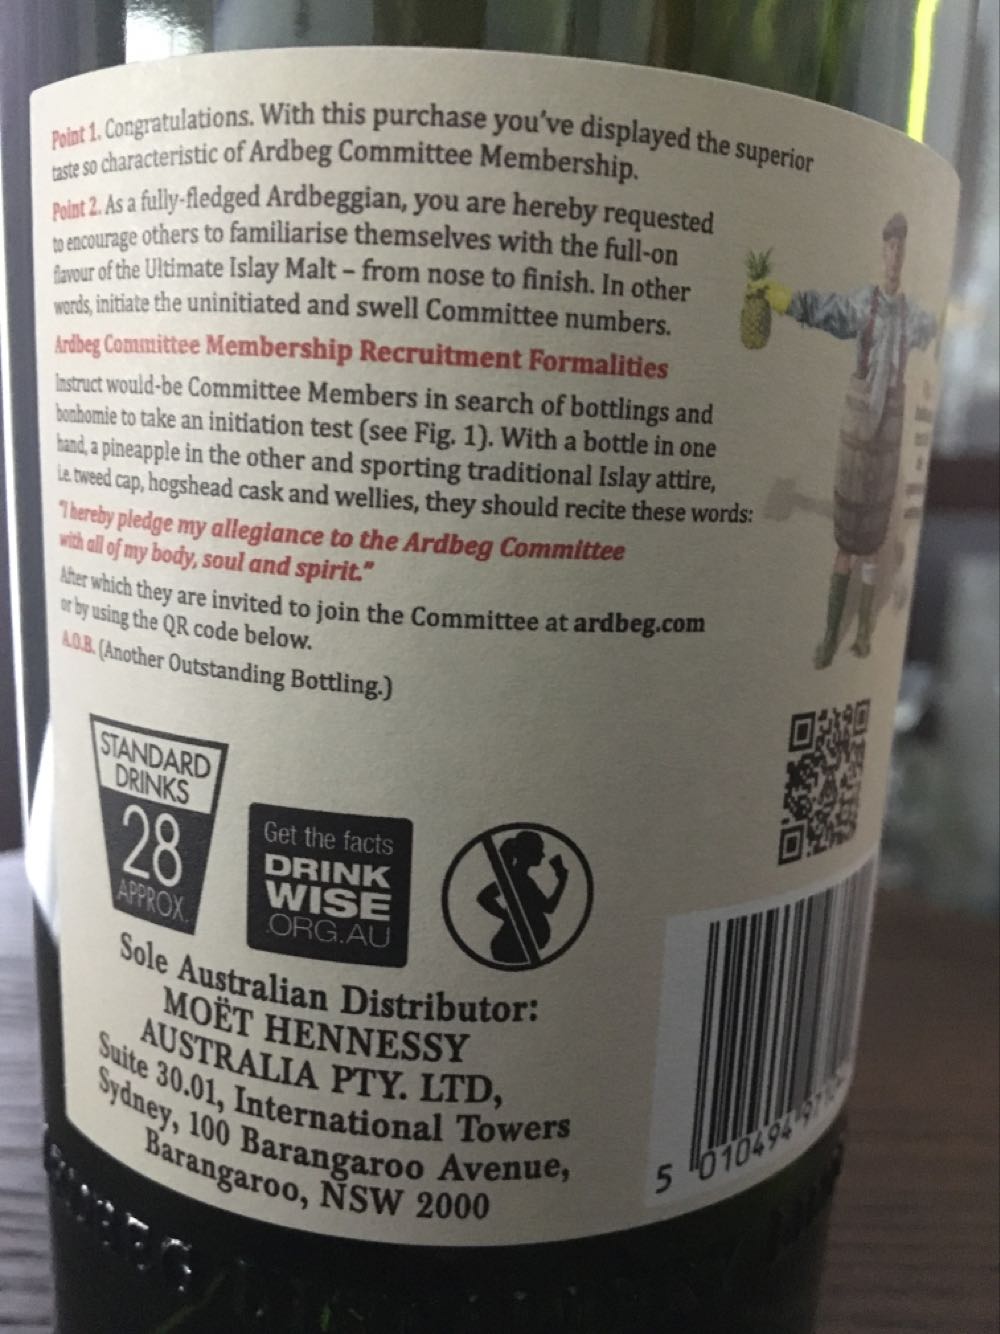 Point 1. Congratulations. With this purchase you've displayed the superior
taste so characteristic of Ardbeg Committee Membership.
Point 2. As a fully-fledged Ardbeggian, you are hereby requested
to encourage others to familiarise themselves with the full-on
flavour of the Ultimate Islay Malt – from nose to finish. In other
words, initiate the uninitiated and swell Committee numbers.
Ardbeg Committee Membership Recruitment Formalities
Instruct would-be Committee Members in search of bottlings and
bonhomie to take an initiation test (see Fig. 1). With a bottle in one
hand, a pineapple in the other and sporting traditional Islay attire,
i.e. tweed cap, hogshead cask and wellies, they should recite these words:
"I hereby pledge my allegiance to the Ardbeg Committee
with all of my body, soul and spirit."
After which they are invited to join the Committee at ardbeg.com
or by using the QR code below.
A.O.B. (Another Outstanding Bottling.)
STANDARD
DRINKS
28
APPROX.
Get the facts
DRINK
WISE
.ORG.AU
Sole Australian Distributor:
MOËT HENNESSY
AUSTRALIA PTY. LTD,
Suite 30.01, International Towers
Sydney, 100 Barangaroo Avenue,
Barangaroo, NSW 2000
5 010494